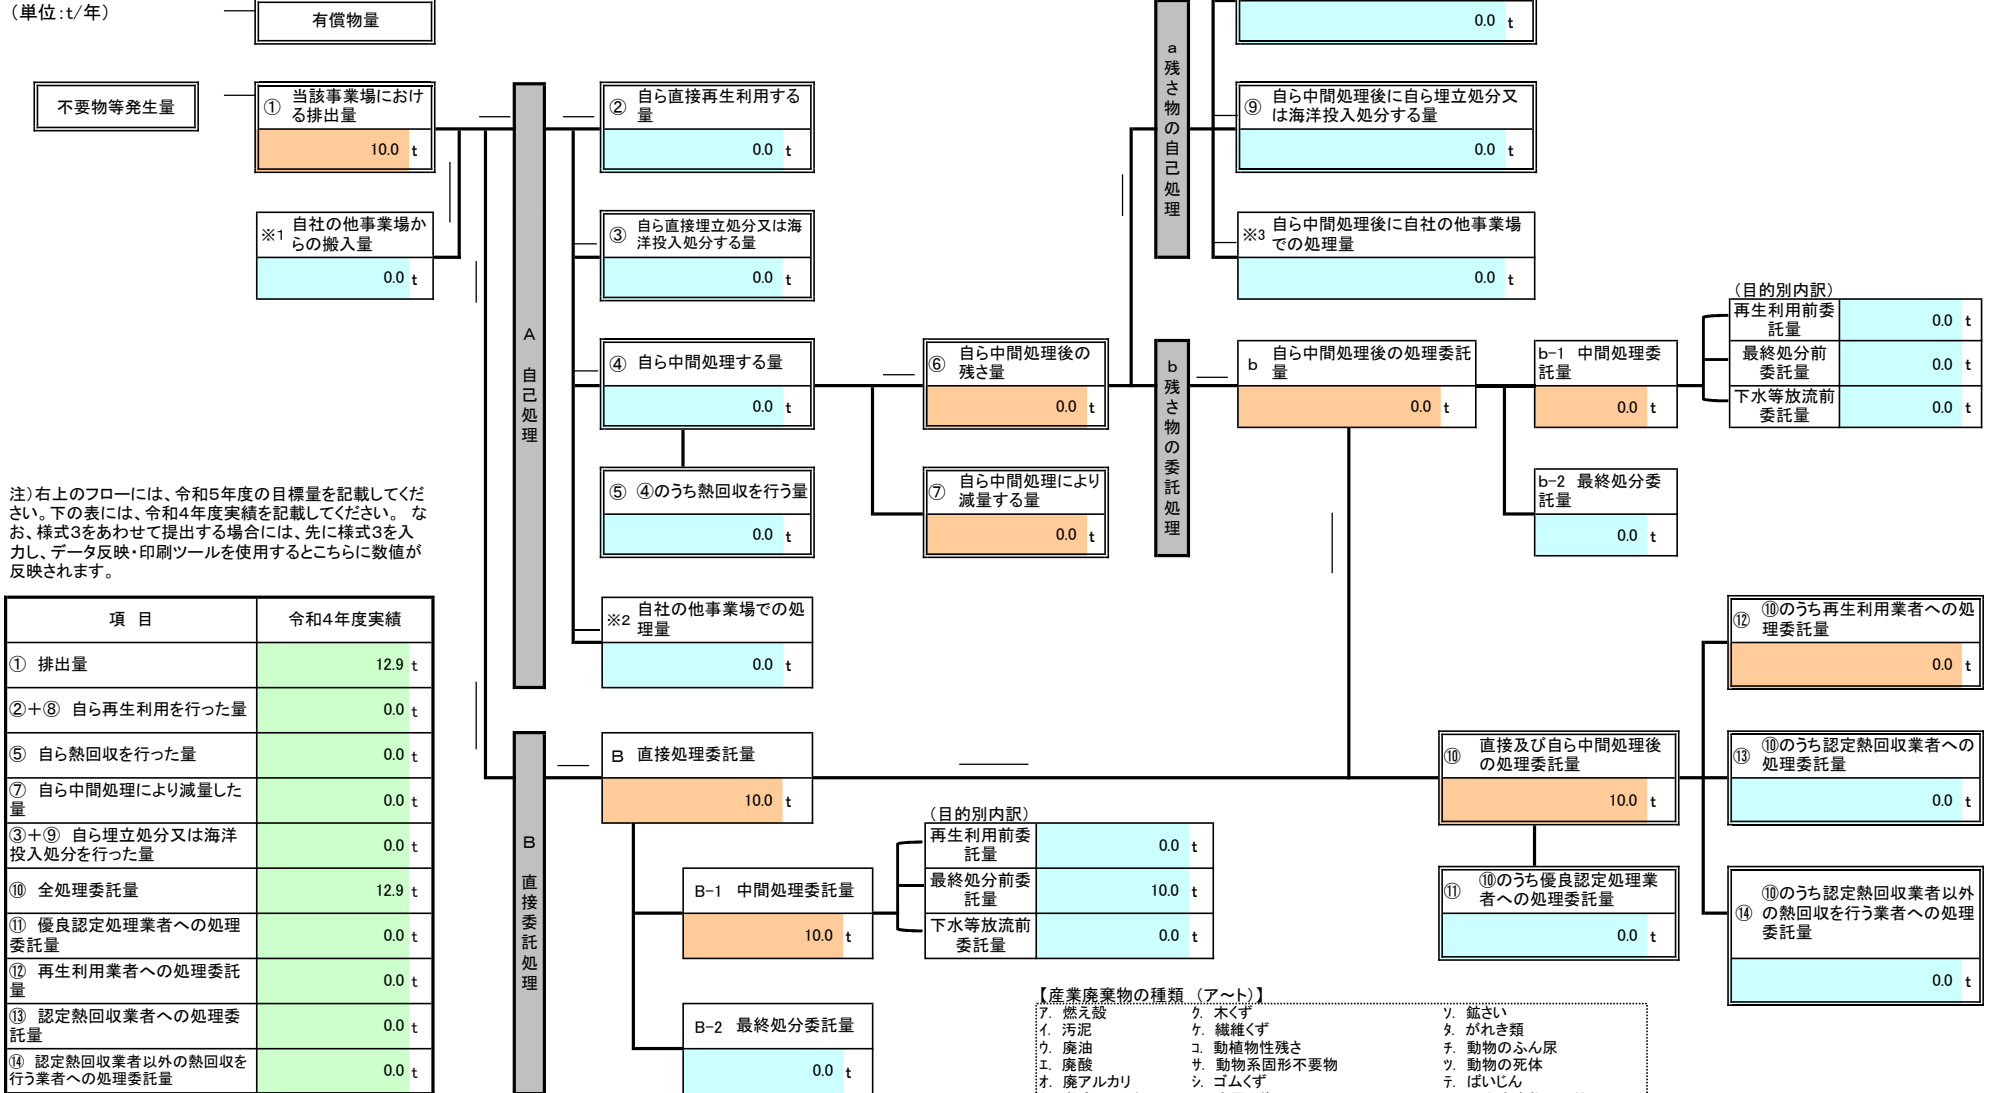 （単位:t/年）
有償物量
不要物等発生量
①
当該事業場におけ
る排出量
10.0 t
※1
自社の他事業場か
らの搬入量
0.0 t
A 自己処理
②
自ら直接再生利用する
量
0.0 t
③
自ら直接埋立処分又は海
洋投入処分する量
0.0 t
④ 自ら中間処理する量
0.0 t
⑤ ④のうち熱回収を行う量
0.0 t
※2
自社の他事業場での処
理量
0.0 t
⑥
自ら中間処理後の
残さ量
0.0 t
⑦
自ら中間処理により
減量する量
0.0 t
a 残さ物の自己処理
0.0 t
⑨
自ら中間処理後に自ら埋立処分又
は海洋投入処分する量
0.0 t
※3
自ら中間処理後に自社の他事業場
での処理量
0.0 t
b 残さ物の委託処理
b
自ら中間処理後の処理委託
量
0.0 t
b-1 中間処理委
託量
0.0 t
（目的別内訳）
再生利用前委
託量
0.0 t
最終処分前
委託量
0.0 t
下水等放流前
委託量
0.0 t
b-2 最終処分委
託量
0.0 t
注）右上のフローには、令和5年度の目標量を記載してくだ
さい。下の表には、令和4年度実績を記載してください。 な
お、様式3をあわせて提出する場合には、先に様式3を入
力し、データ反映・印刷ツールを使用するとこちらに数値が
反映されます。
項 目 令和4年度実績
① 排出量 12.9 t
②＋⑧ 自ら再生利用を行った量 0.0 t
⑤ 自ら熱回収を行った量 0.0 t
⑦ 自ら中間処理により減量した
量 0.0 t
③＋⑨ 自ら埋立処分又は海洋
投入処分を行った量 0.0 t
⑩ 全処理委託量 12.9 t
⑪ 優良認定処理業者への処理
委託量 0.0 t
⑫ 再生利用業者への処理委託
量 0.0 t
⑬ 認定熱回収業者への処理委
託量 0.0 t
⑭ 認定熱回収業者以外の熱回収を
行う業者への処理委託量 0.0 t
B 直接委託処理
B 直接処理委託量
10.0 t
B-1 中間処理委託量
10.0 t
（目的別内訳）
再生利用前委
託量
0.0 t
最終処分前委
託量
10.0 t
下水等放流前
委託量
0.0 t
B-2 最終処分委託量
0.0 t
⑩
直接及び自ら中間処理後
の処理委託量
10.0 t
⑪
⑩のうち優良認定処理業
者への処理委託量
0.0 t
⑫
⑩のうち再生利用業者への処
理委託量
0.0 t
⑬
⑩のうち認定熱回収業者への
処理委託量
0.0 t
⑭
⑩のうち認定熱回収業者以外
の熱回収を行う業者への処理
委託量
0.0 t
【産業廃棄物の種類 （ア～ト）】
ア. 燃え殻 ク. 木くず ソ. 鉱さい
イ. 汚泥 ケ. 繊維くず タ. がれき類
ウ. 廃油 コ. 動植物性残さ チ. 動物のふん尿
エ. 廃酸 サ. 動物系固形不要物 ツ. 動物の死体
オ. 廃アルカリ シ. ゴムくず テ. ばいじん